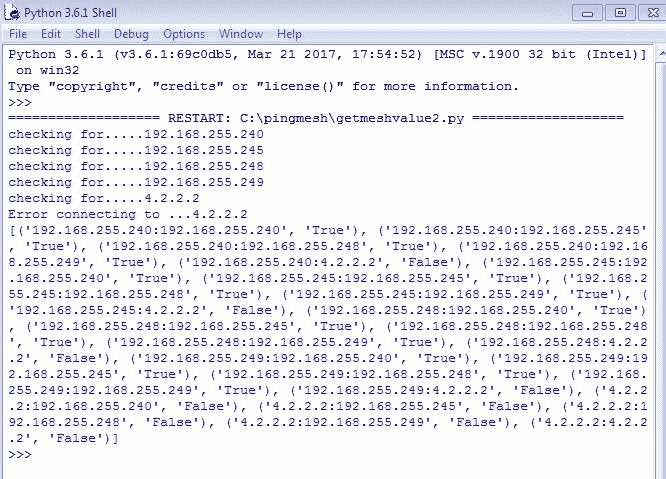 Python 3.6.1 Shell
File Edit Shell Debug Options Window Help
Python 3.6.1 (v3.6.1:69c0db5, Mar 21 2017, 17:54:52) [MSC v.1900 32 bit (Intel)]
 on win32
Type "copyright", "credits" or "license()" for more information.
>>>
=================== RESTART: C:\pingmesh\getmeshvalue2.py ===================
checking for.....192.168.255.240
checking for.....192.168.255.245
checking for.....192.168.255.248
checking for.....192.168.255.249
checking for.....4.2.2.2
Error connecting to ...4.2.2.2
[('192.168.255.240:192.168.255.240', 'True'), ('192.168.255.240:192.168.255.245'
, 'True'), ('192.168.255.240:192.168.255.248', 'True'), ('192.168.255.240:192.16
8.255.249', 'True'), ('192.168.255.240:4.2.2.2', 'False'), ('192.168.255.245:192
.168.255.240', 'True'), ('192.168.255.245:192.168.255.245', 'True'), ('192.168.2
55.245:192.168.255.248', 'True'), ('192.168.255.245:192.168.255.249', 'True'), (
'192.168.255.245:4.2.2.2', 'False'), ('192.168.255.248:192.168.255.240', 'True')
, ('192.168.255.248:192.168.255.245', 'True'), ('192.168.255.248:192.168.255.248
', 'True'), ('192.168.255.248:192.168.255.249', 'True'), ('192.168.255.248:4.2.2
.2', 'False'), ('192.168.255.249:192.168.255.240', 'True'), ('192.168.255.249:19
2.168.255.245', 'True'), ('192.168.255.249:192.168.255.248', 'True'), ('192.168.
255.249:192.168.255.249', 'True'), ('192.168.255.249:4.2.2.2', 'False'), ('4.2.2
.2:192.168.255.240', 'False'), ('4.2.2.2:192.168.255.245', 'False'), ('4.2.2.2:1
92.168.255.248', 'False'), ('4.2.2.2:192.168.255.249', 'False'), ('4.2.2.2:4.2.2
.2', 'False')]
>>>